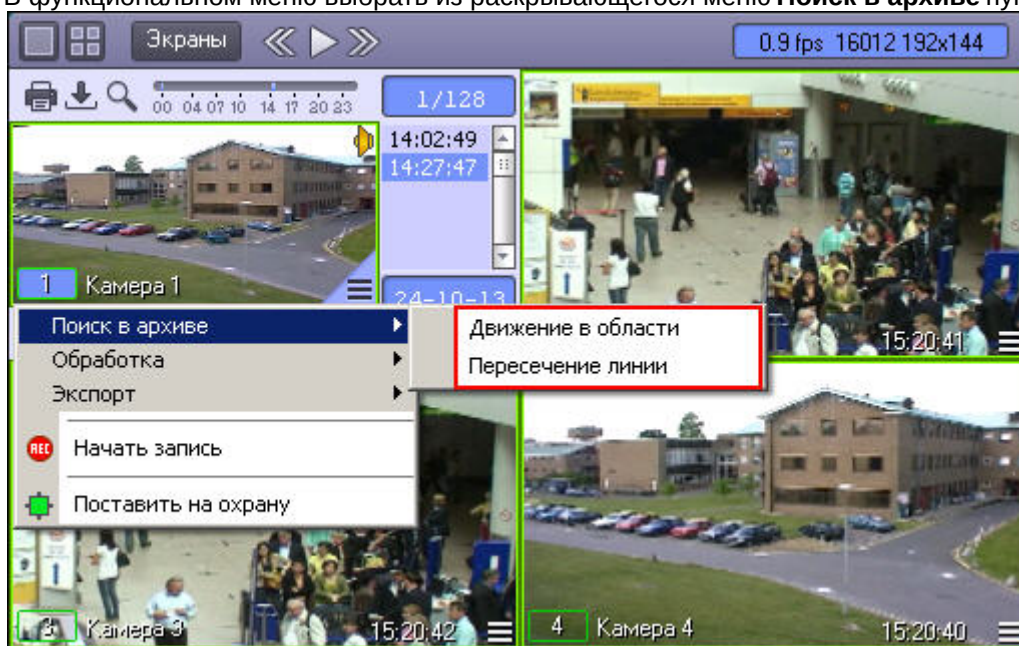 В функциональном меню выбрать из раскрывающегося меню Поиск в архиве
Экраны
0.9 fps 16012 192x144
00 04 07 10 14 17 20 23
1/128
14:02:49
14:27:47
1 Камера 1
24-10-13
Поиск в архиве
Движение в области
15:20:41
Обработка
Пересечение линии
Экспорт
REC Начать запись
Поставить на охрану
3 Камера 3
15:20:42
4 Камера 4
15:20:40